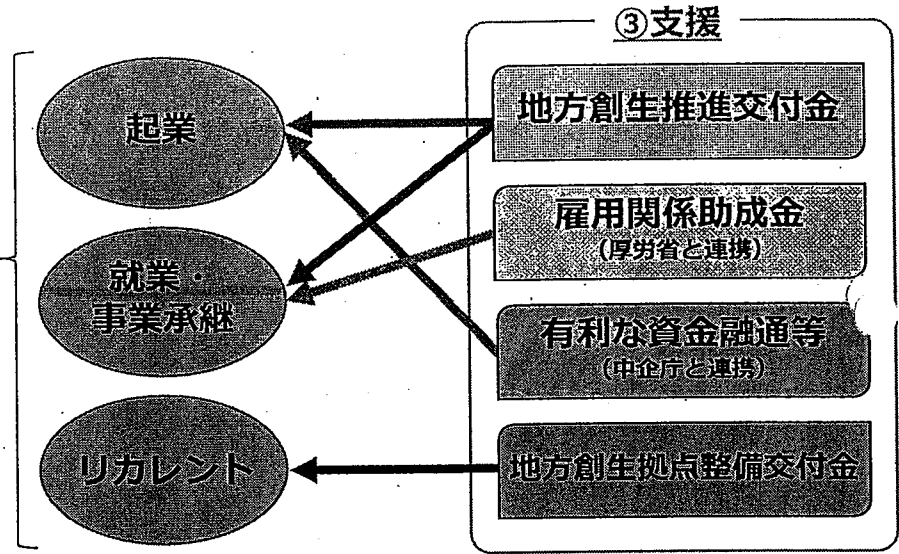 ③支援
起業
就業・
事業承継
リカレント
地方創生推進交付金
雇用関係助成金
(厚労省と連携)
有利な資金融通等
(中企庁と連携)
地方創生拠点整備交付金